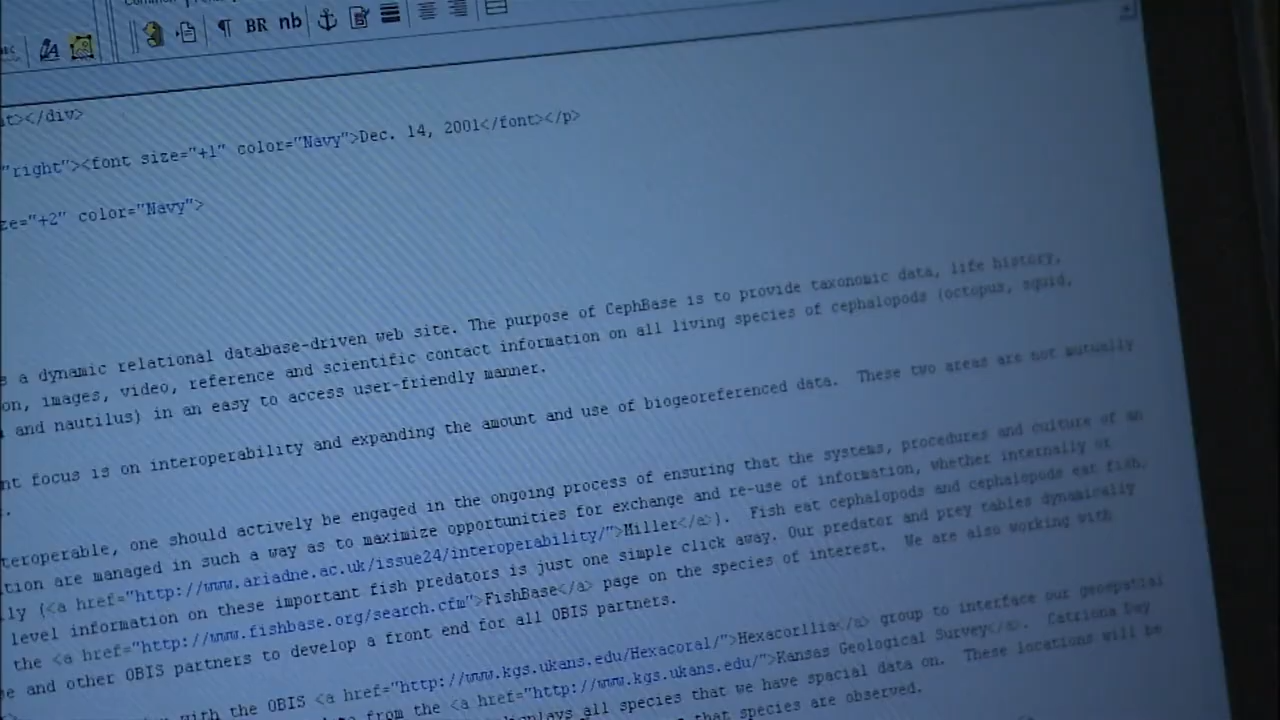 BR nb
nt></div>
"right"><font size="+1" color="Navy">Dec. 14, 2001</font></p>
ze="+2" color="Navy">
s a dynamic relational database-driven web site. The purpose of CephBase is to provide taxonomic data, life history,
on, images, video, reference and scientific contact information on all living species of cephalopods (octopus, squid,
and nautilus) in an easy to access user-friendly manner.
nt focus is on interoperability and expanding the amount and use of biogeoreferenced data. These two areas are not mutually
teroperable, one should actively be engaged in the ongoing process of ensuring that the systems, procedures and culture of an
tion are managed in such a way as to maximize opportunities for exchange and re-use of information, whether internally or
lly (<a href="http://www.ariadne.ac.uk/issue24/interoperability/">Miller</a>). Fish eat cephalopods and cephalopods eat fish.
level information on these important fish predators is just one simple click away. Our predator and prey tables dynamically
the <a href="http://www.fishbase.org/search.cfm">FishBase</a> page on the species of interest. We are also working with
e and other OBIS partners to develop a front end for all OBIS partners.
with the OBIS <a href="http://www.kgs.ukans.edu/Hexacoral/">Hexacorllia</a> group to interface our geospatial
from the <a href="http://www.kgs.ukans.edu/">Kansas Geological Survey</a>. Catriona Day
displays all species that we have spacial data on. These locations will be
that species are observed.